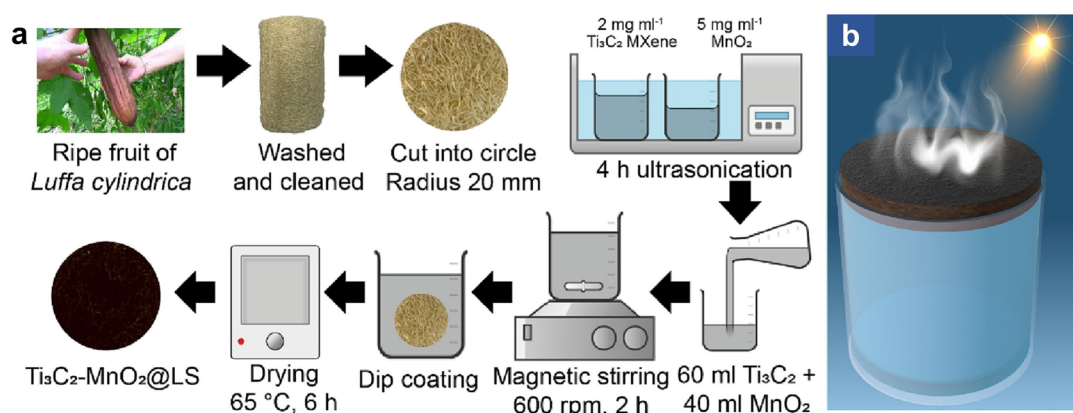 a
Ripe fruit of
Luffa cylindrica
Washed
and cleaned
Cut into circle
Radius 20 mm
2 mg ml⁻¹
Ti₃C₂ MXene
5 mg ml⁻¹
MnO₂
4 h ultrasonication
60 ml Ti₃C₂ +
40 ml MnO₂
Magnetic stirring
600 rpm, 2 h
Dip coating
Drying
65 °C, 6 h
Ti₃C₂-MnO₂@LS
b